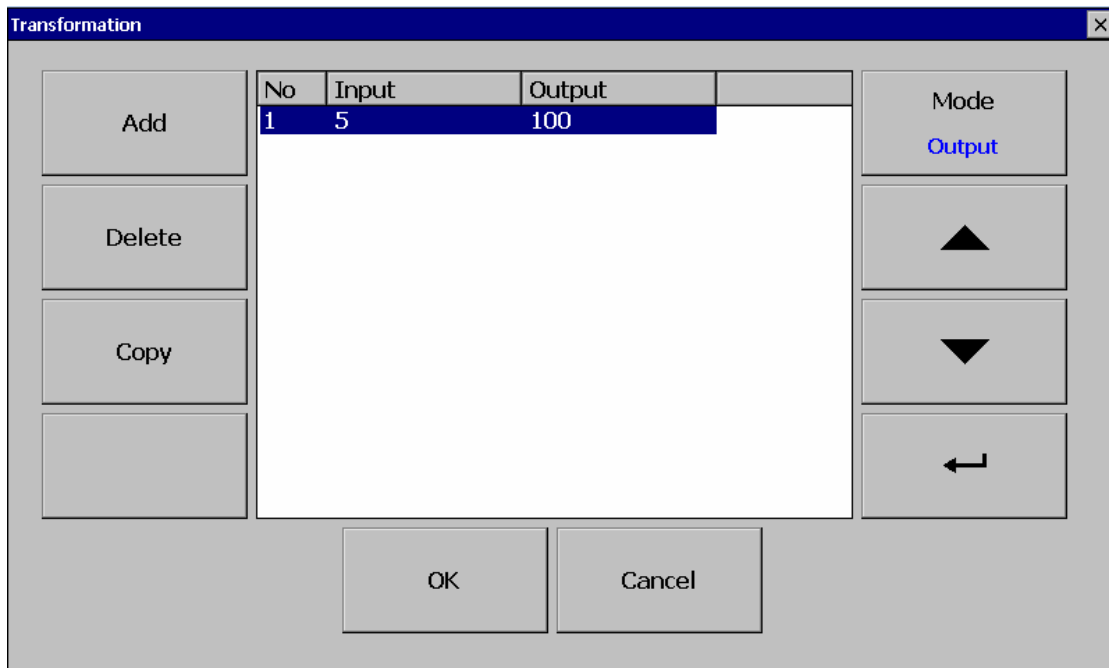 Transformation
No Input Output
1 5 100
Add
Delete
Copy
Mode
Output
OK
Cancel